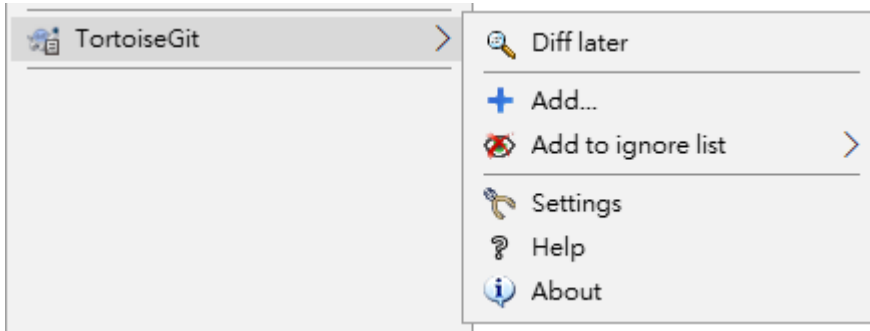 TortoiseGit
Diff later
Add...
Add to ignore list
Settings
Help
About